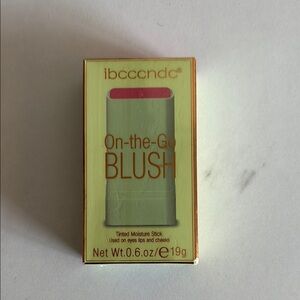 ibcccndc®
On-the-Go
BLUSH
Tinted Moisture Stick
Used on eyes lips and cheeks
Net Wt.0.6.oz/℮19g